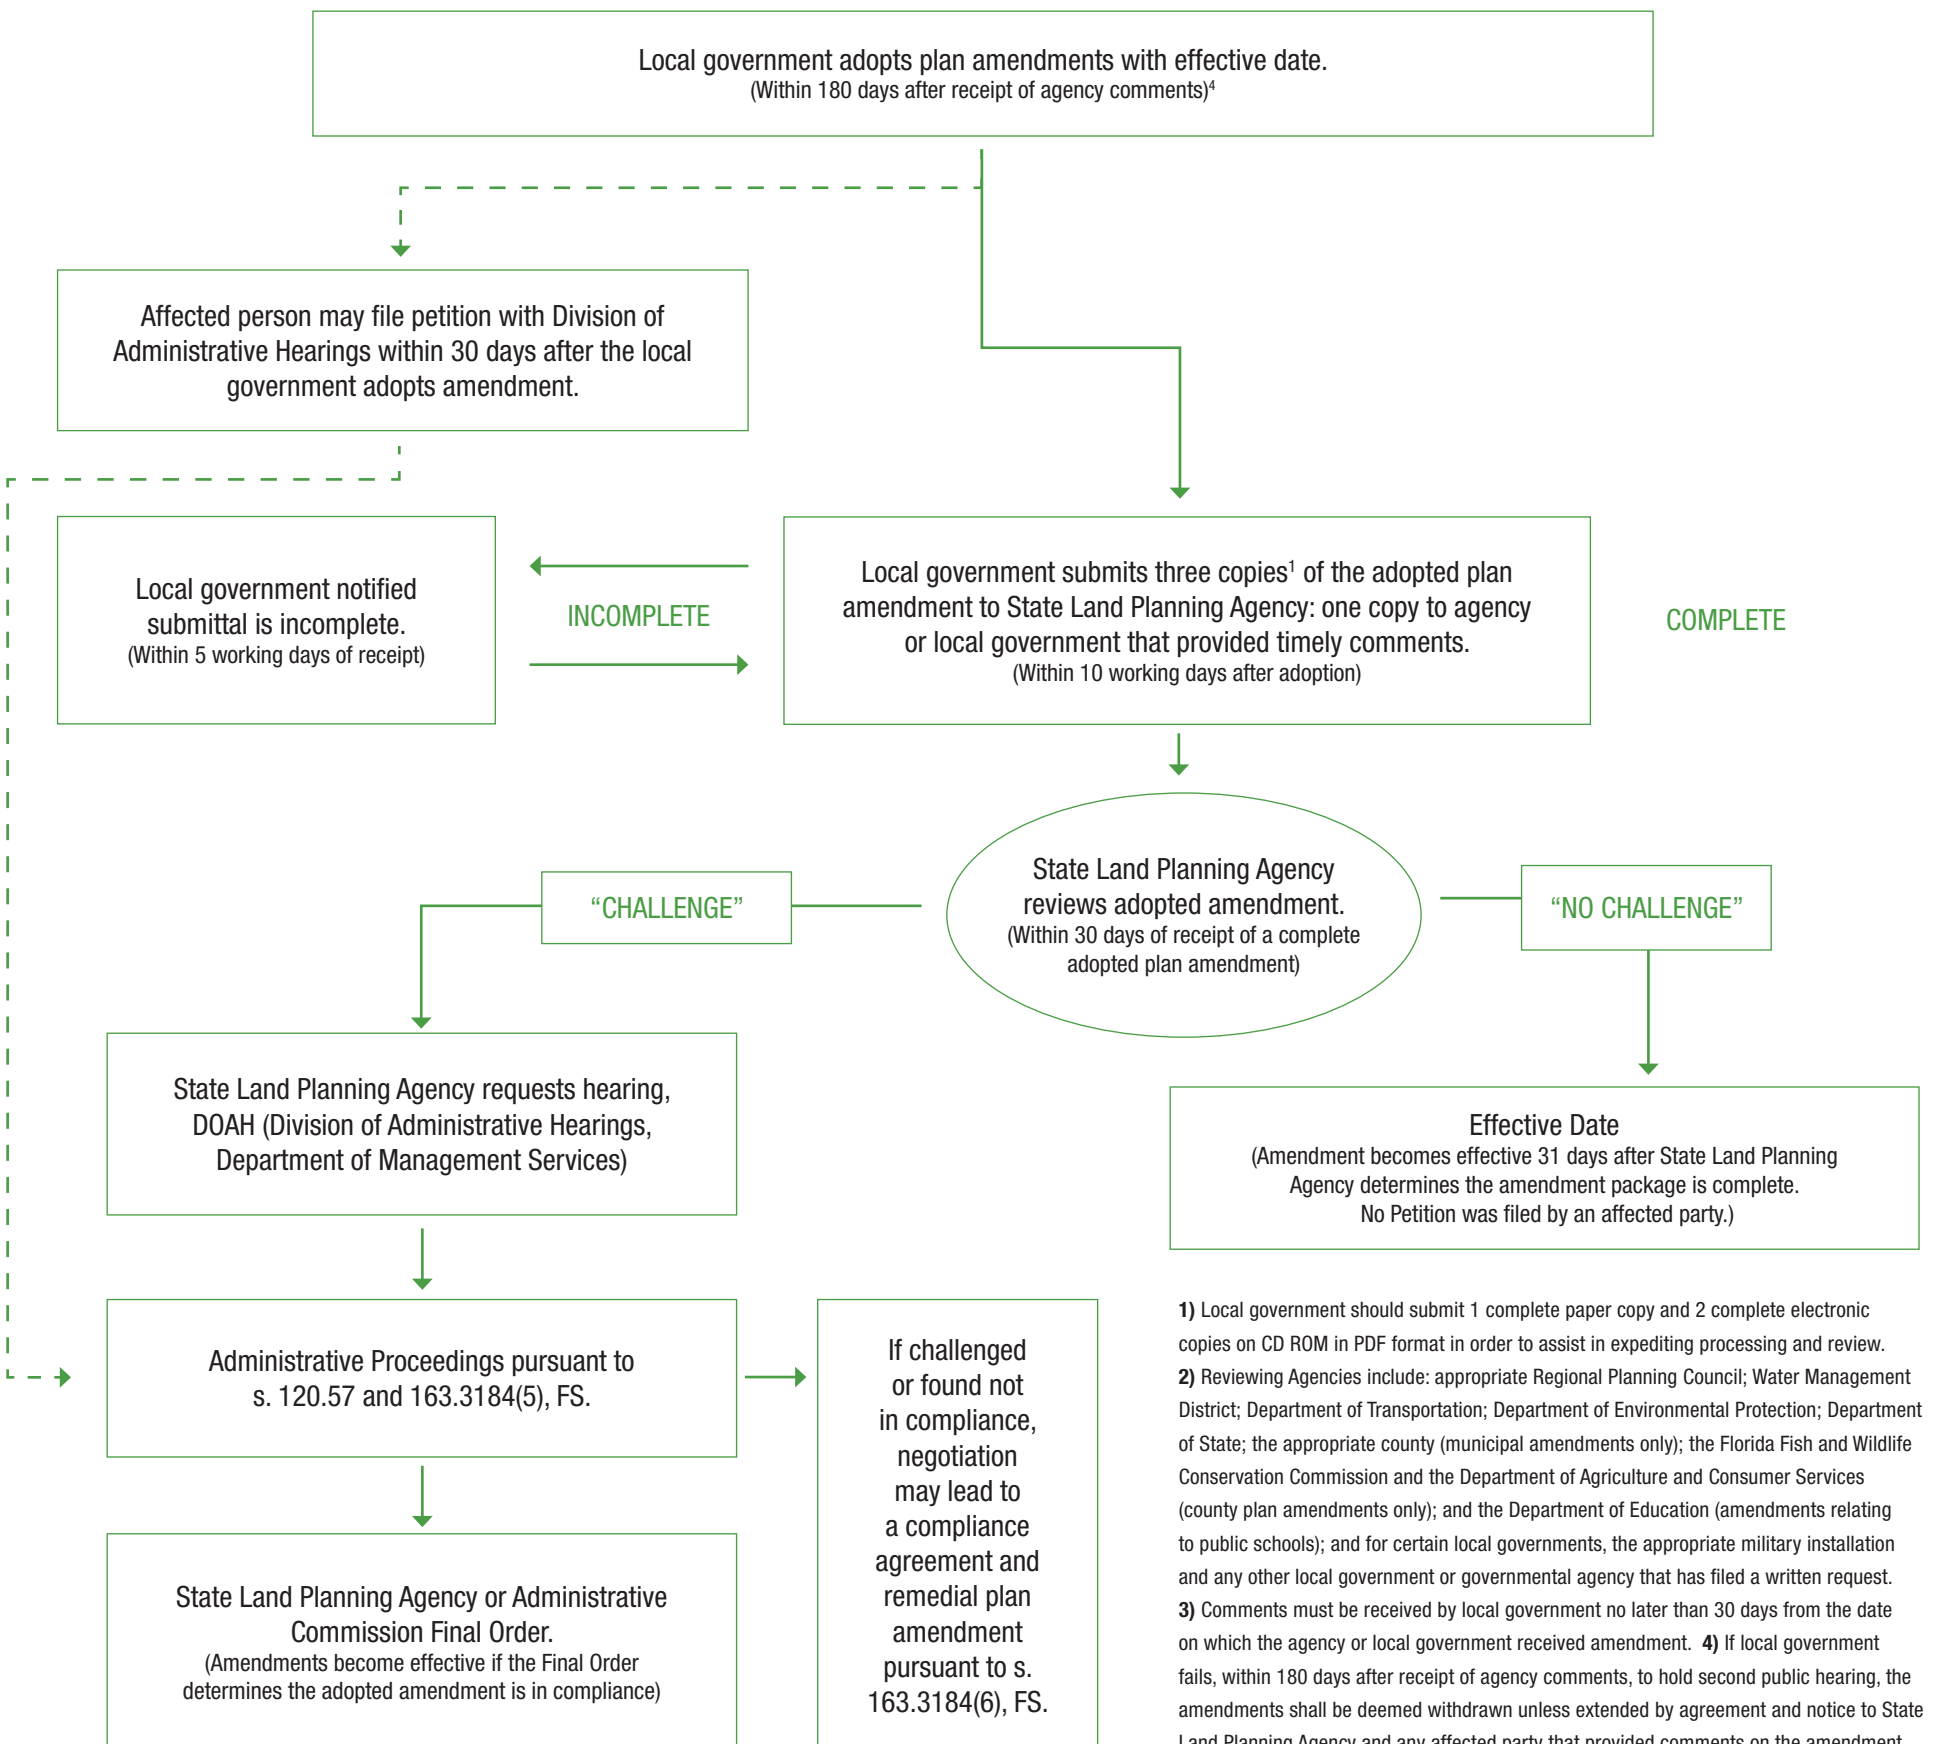 Local government adopts plan amendments with effective date.
(Within 180 days after receipt of agency comments)4
Affected person may file petition with Division of
Administrative Hearings within 30 days after the local
government adopts amendment.
Local government notified
submittal is incomplete.
(Within 5 working days of receipt)
INCOMPLETE
Local government submits three copies1 of the adopted plan
amendment to State Land Planning Agency: one copy to agency
or local government that provided timely comments.
(Within 10 working days after adoption)
COMPLETE
State Land Planning Agency
reviews adopted amendment.
(Within 30 days of receipt of a complete
adopted plan amendment)
“CHALLENGE”
“NO CHALLENGE”
State Land Planning Agency requests hearing,
DOAH (Division of Administrative Hearings,
Department of Management Services)
Effective Date
(Amendment becomes effective 31 days after State Land Planning
Agency determines the amendment package is complete.
No Petition was filed by an affected party.)
Administrative Proceedings pursuant to
s. 120.57 and 163.3184(5), FS.
If challenged
or found not
in compliance,
negotiation
may lead to
a compliance
agreement and
remedial plan
amendment
pursuant to s.
163.3184(6), FS.
State Land Planning Agency or Administrative
Commission Final Order.
(Amendments become effective if the Final Order
determines the adopted amendment is in compliance)
1) Local government should submit 1 complete paper copy and 2 complete electronic
copies on CD ROM in PDF format in order to assist in expediting processing and review.
2) Reviewing Agencies include: appropriate Regional Planning Council; Water Management
District; Department of Transportation; Department of Environmental Protection; Department
of State; the appropriate county (municipal amendments only); the Florida Fish and Wildlife
Conservation Commission and the Department of Agriculture and Consumer Services
(county plan amendments only); and the Department of Education (amendments relating
to public schools); and for certain local governments, the appropriate military installation
and any other local government or governmental agency that has filed a written request.
3) Comments must be received by local government no later than 30 days from the date
on which the agency or local government received amendment. 4) If local government
fails, within 180 days after receipt of agency comments, to hold second public hearing, the
amendments shall be deemed withdrawn unless extended by agreement and notice to State
Land Planning Agency and any affected party that provided comments on the amendment